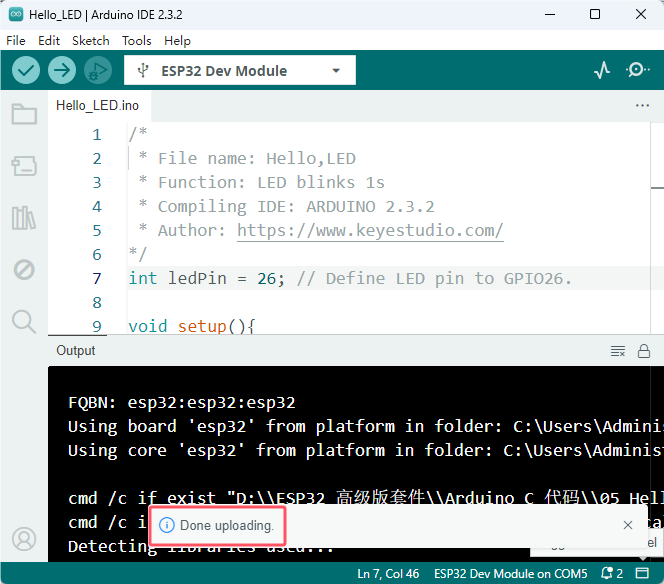 Hello_LED | Arduino IDE 2.3.2
File Edit Sketch Tools Help
ESP32 Dev Module
Hello_LED.ino
1 /*
2 * File name: Hello,LED
3 * Function: LED blinks 1s
4 * Compiling IDE: ARDUINO 2.3.2
5 * Author: https://www.keyestudio.com/
6 */
7 int ledPin = 26; // Define LED pin to GPIO26.
8
9 void setup(){
Output
FQBN: esp32:esp32:esp32
Using board 'esp32' from platform in folder: C:\Users\Adminis
Using core 'esp32' from platform in folder: C:\Users\Administ
cmd /c if exist "D:\\ESP32 高级版套件\\Arduino C 代码\\05 Hell
cmd /c i
Done uploading.
Detecting libraries used...
Ln 7, Col 46 ESP32 Dev Module on COM5 2